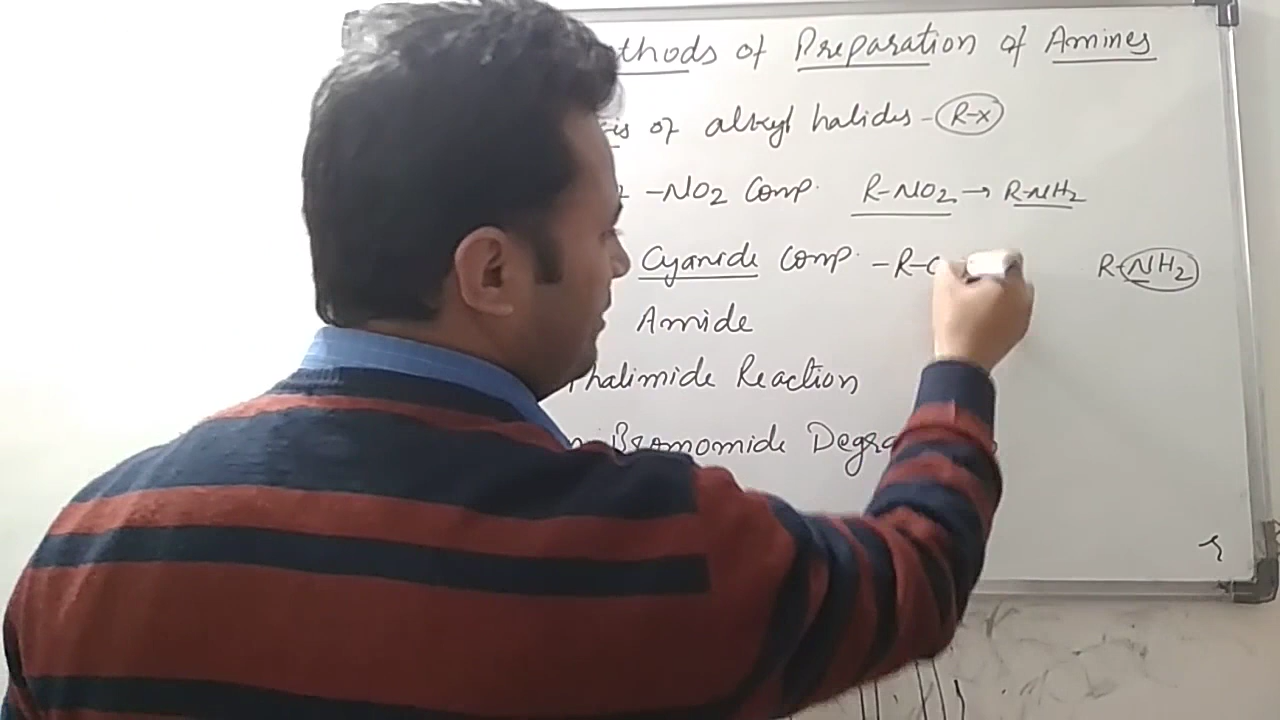 thods of Preparation of Amines
is of alkyl halides - R-X
2 -NO2 Comp. R-NO2 → R-NH2
Cyanide Comp. - R-C R-NH2
Amide
halimide Reaction
Bromomide Degra